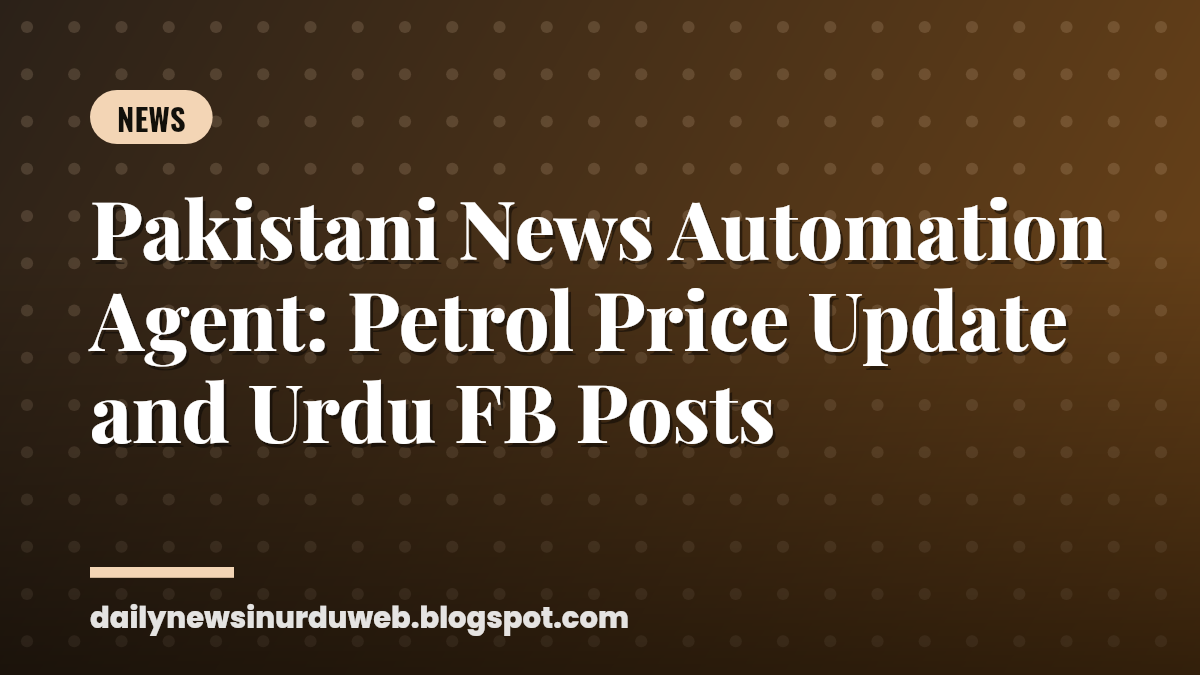 NEWS
Pakistani News Automation
Agent: Petrol Price Update
and Urdu FB Posts
dailynewsinurduweb.blogspot.com